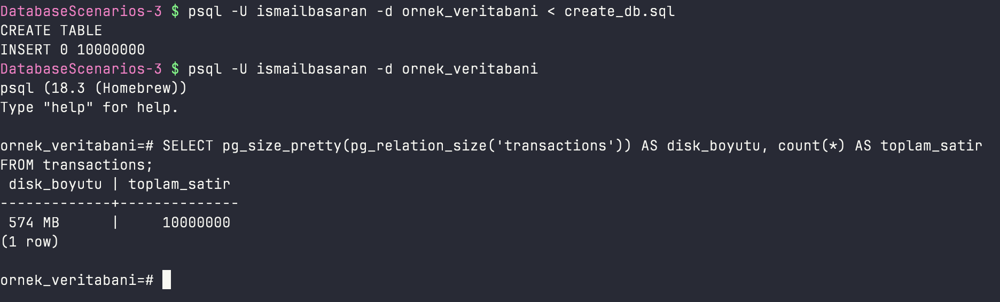 DatabaseScenarios-3 $ psql -U ismailbasaran -d ornek_veritabani < create_db.sql
CREATE TABLE
INSERT 0 10000000
DatabaseScenarios-3 $ psql -U ismailbasaran -d ornek_veritabani
psql (18.3 (Homebrew))
Type "help" for help.

ornek_veritabani=# SELECT pg_size_pretty(pg_relation_size('transactions')) AS disk_boyutu, count(*) AS toplam_satir
FROM transactions;
 disk_boyutu | toplam_satir
-------------+--------------
 574 MB      |     10000000
(1 row)

ornek_veritabani=#